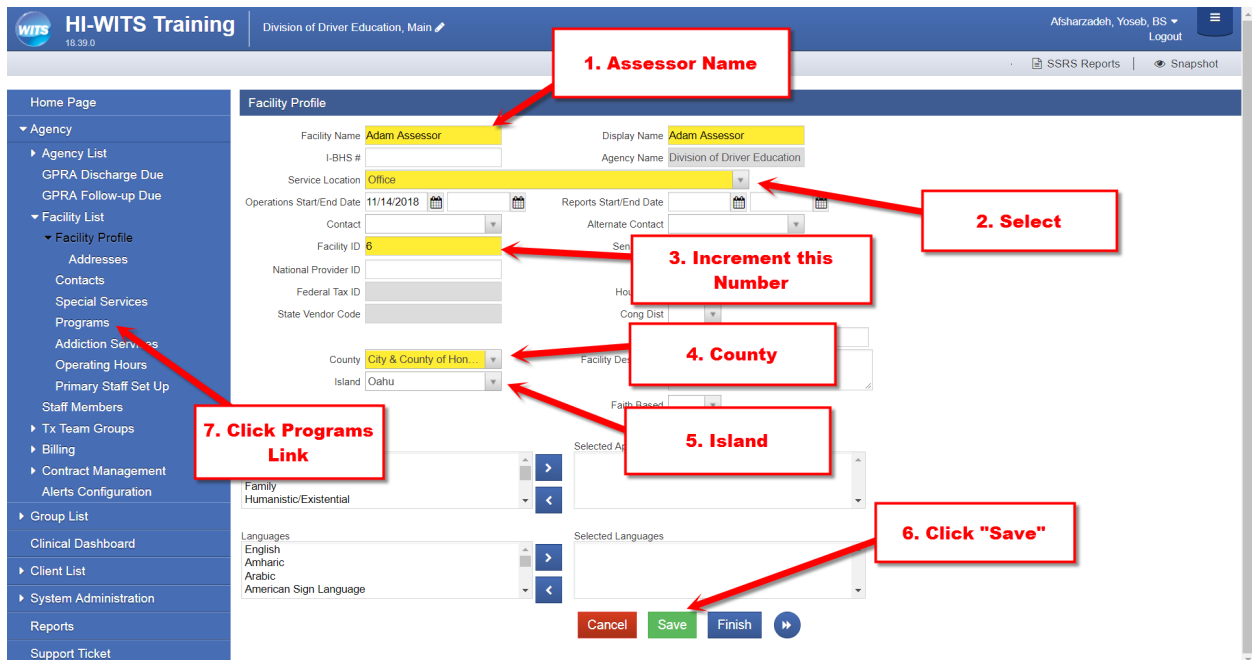 WITS
HI-WITS Training
18.39.0
Division of Driver Education, Main
Afsharzadeh, Yoseb, BS
Logout
SSRS Reports
Snapshot
Home Page
Agency
Agency List
GPRA Discharge Due
GPRA Follow-up Due
Facility List
Facility Profile
Addresses
Contacts
Special Services
Programs
Addiction Services
Operating Hours
Primary Staff Set Up
Staff Members
Tx Team Groups
Billing
Contract Management
Alerts Configuration
Group List
Clinical Dashboard
Client List
System Administration
Reports
Support Ticket
Facility Profile
Facility Name Adam Assessor
Display Name Adam Assessor
I-BHS #
Agency Name Division of Driver Education
Service Location Office
Operations Start/End Date 11/14/2018
Reports Start/End Date
Contact
Alternate Contact
Facility ID 6
National Provider ID
Federal Tax ID
State Vendor Code
Cong Dist
County City & County of Hon...
Island Oahu
Faith Based
Family
Humanistic/Existential
Selected
Languages
English
Amharic
Arabic
American Sign Language
Selected Languages
Cancel
Save
Finish
1. Assessor Name
2. Select
3. Increment this
Number
4. County
5. Island
6. Click "Save"
7. Click Programs
Link